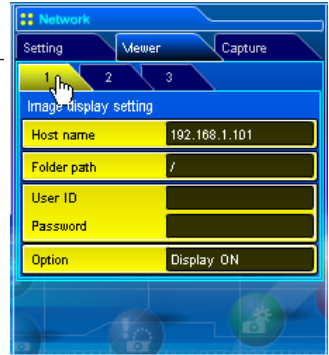 Network
Setting Viewer Capture
1 2 3
Image display setting
Host name 192.168.1.101
Folder path /
User ID
Password
Option Display ON